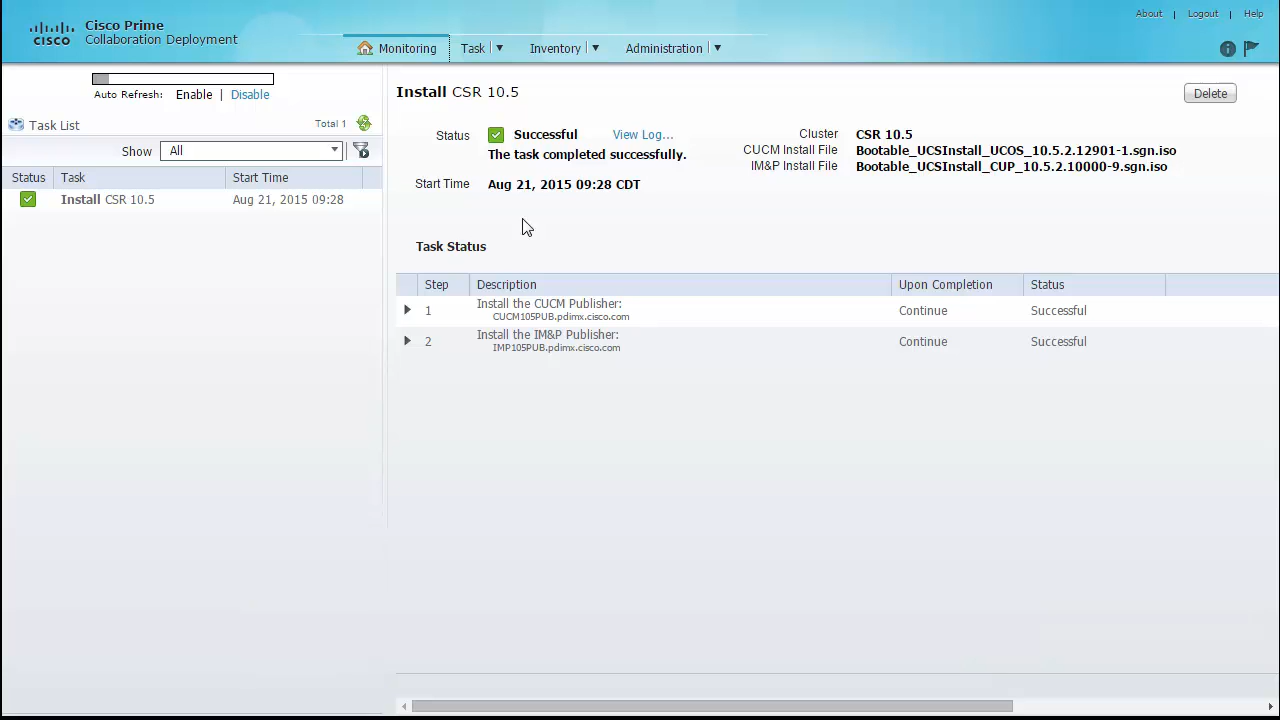 Cisco Prime
Collaboration Deployment
CISCO
About | Logout | Help
Monitoring Task Inventory Administration
Auto Refresh: Enable | Disable
Task List Total 1
Show All
Status Task Start Time
Install CSR 10.5 Aug 21, 2015 09:28
Install CSR 10.5
Delete
Status Successful View Log...
The task completed successfully.
Start Time Aug 21, 2015 09:28 CDT
Cluster CSR 10.5
CUCM Install File Bootable_UCSInstall_UCOS_10.5.2.12901-1.sgn.iso
IM&P Install File Bootable_UCSInstall_CUP_10.5.2.10000-9.sgn.iso
Task Status
Step Description Upon Completion Status
1 Install the CUCM Publisher: Continue Successful
CUCM105PUB.pdimx.cisco.com
2 Install the IM&P Publisher: Continue Successful
IMP105PUB.pdimx.cisco.com